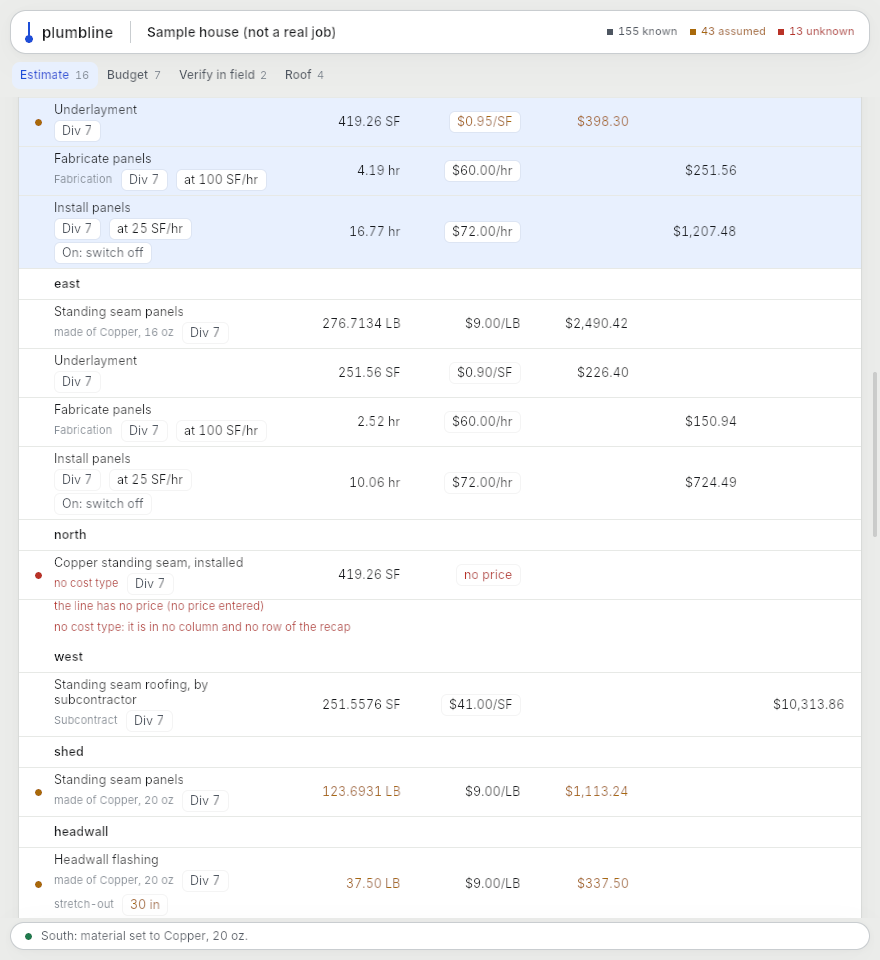 plumbline Sample house (not a real job) 155 known 43 assumed 13 unknown
Estimate 16 Budget 7 Verify in field 2 Roof 4
Underlayment
Div 7
419.26 SF $0.95/SF $398.30
Fabricate panels
Fabrication Div 7 at 100 SF/hr
4.19 hr $60.00/hr $251.56
Install panels
Div 7 at 25 SF/hr
On: switch off
16.77 hr $72.00/hr $1,207.48
east
Standing seam panels
made of Copper, 16 oz Div 7
276.7134 LB $9.00/LB $2,490.42
Underlayment
Div 7
251.56 SF $0.90/SF $226.40
Fabricate panels
Fabrication Div 7 at 100 SF/hr
2.52 hr $60.00/hr $150.94
Install panels
Div 7 at 25 SF/hr
On: switch off
10.06 hr $72.00/hr $724.49
north
Copper standing seam, installed
no cost type Div 7
419.26 SF no price
the line has no price (no price entered)
no cost type: it is in no column and no row of the recap
west
Standing seam roofing, by
subcontractor
Subcontract Div 7
251.5576 SF $41.00/SF $10,313.86
shed
Standing seam panels
made of Copper, 20 oz Div 7
123.6931 LB $9.00/LB $1,113.24
headwall
Headwall flashing
made of Copper, 20 oz Div 7
stretch-out 30 in
37.50 LB $9.00/LB $337.50
South: material set to Copper, 20 oz.